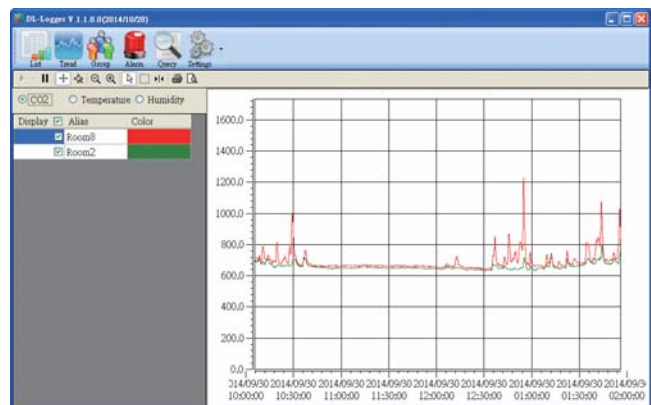 DL-Logger V 1.1.0.0(2014/10/20)
List Trend Group Alarm Query Settings
CO2 Temperature Humidity
Display Alias Color
Room8
Room2
1600.0
1400.0
1200.0
1000.0
800.0
600.0
400.0
200.0
0.0
2014/09/30 2014/09/30 2014/09/30 2014/09/30 2014/09/30 2014/09/30 2014/09/30 2014/09/30 2014/09/3
10:00:00 10:30:00 11:00:00 11:30:00 12:00:00 12:30:00 01:00:00 01:30:00 02:00:00